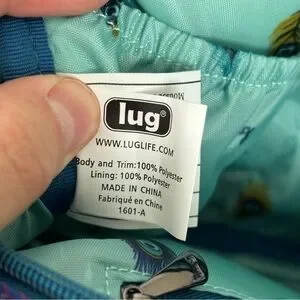 lug
WWW.LUGLIFE.COM
Body and Trim:100% Polyester
Lining: 100% Polyester
MADE IN CHINA
Fabriqué en Chine
1601-A